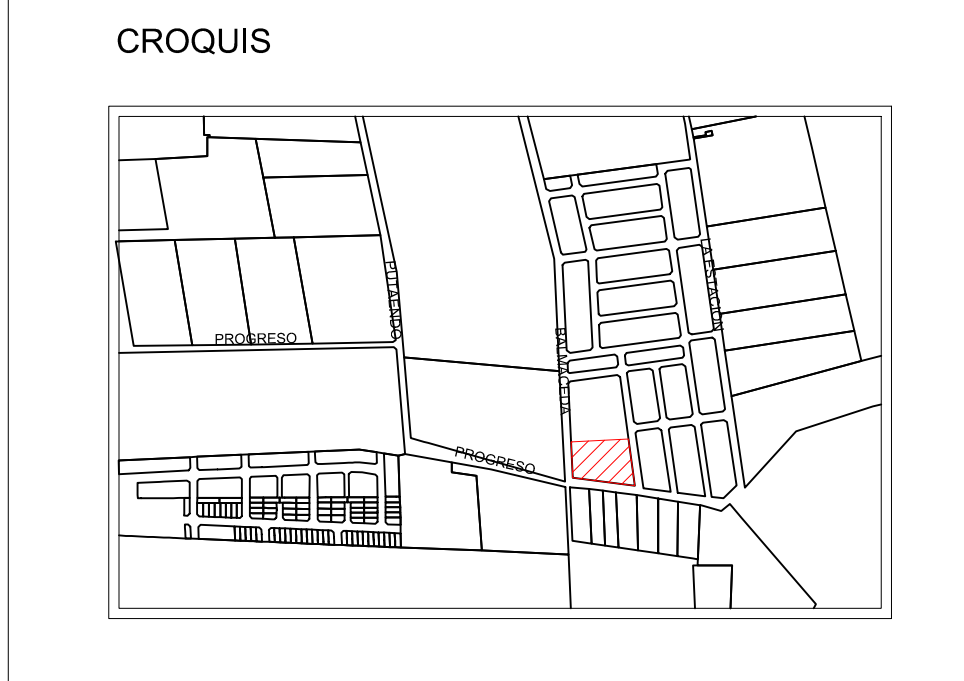 CROQUIS
PUTAENDO
LA ESTACION
PROGRESO
BALMACEDA
PROGRESO